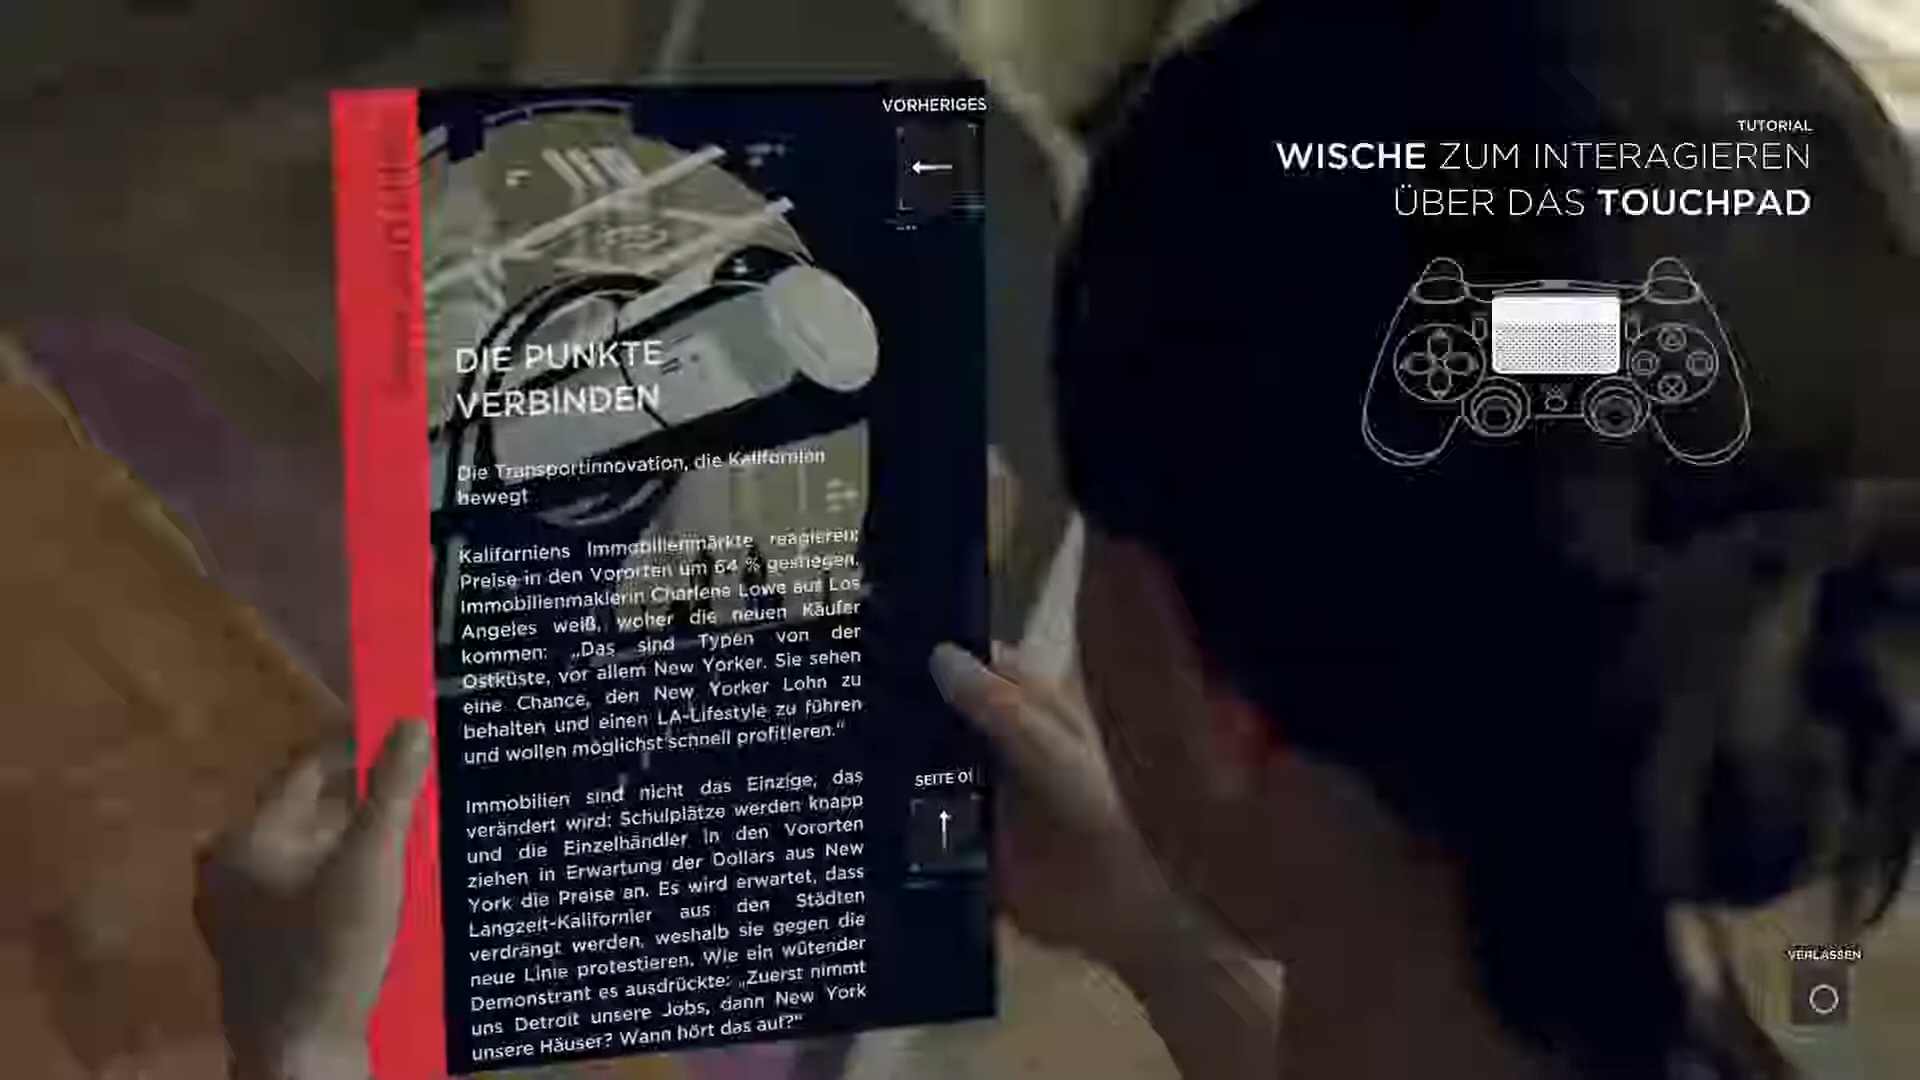 VORHERIGES
DIE PUNKTE
VERBINDEN
Die Transportinnovation, die Kalifornien
bewegt
Kaliforniens Immobilienmärkte reagieren:
Preise in den Vororten um 64 % gestiegen.
Immobilienmaklerin Charlene Lowe aus Los
Angeles weiß, woher die neuen Käufer
kommen: „Das sind Typen von der
Ostküste, vor allem New Yorker. Sie sehen
eine Chance, den New Yorker Lohn zu
behalten und einen LA-Lifestyle zu führen
und wollen möglichst schnell profitieren.“
Immobilien sind nicht das Einzige, das
verändert wird: Schulplätze werden knapp
und die Einzelhändler in den Vororten
ziehen in Erwartung der Dollars aus New
York die Preise an. Es wird erwartet, dass
Langzeit-Kalifornier aus den Städten
verdrängt werden, weshalb sie gegen die
neue Linie protestieren. Wie ein wütender
Demonstrant es ausdrückte: „Zuerst nimmt
uns Detroit unsere Jobs, dann New York
unsere Häuser? Wann hört das auf?“
SEITE 01
TUTORIAL
WISCHE ZUM INTERAGIEREN
ÜBER DAS TOUCHPAD
VERLASSEN